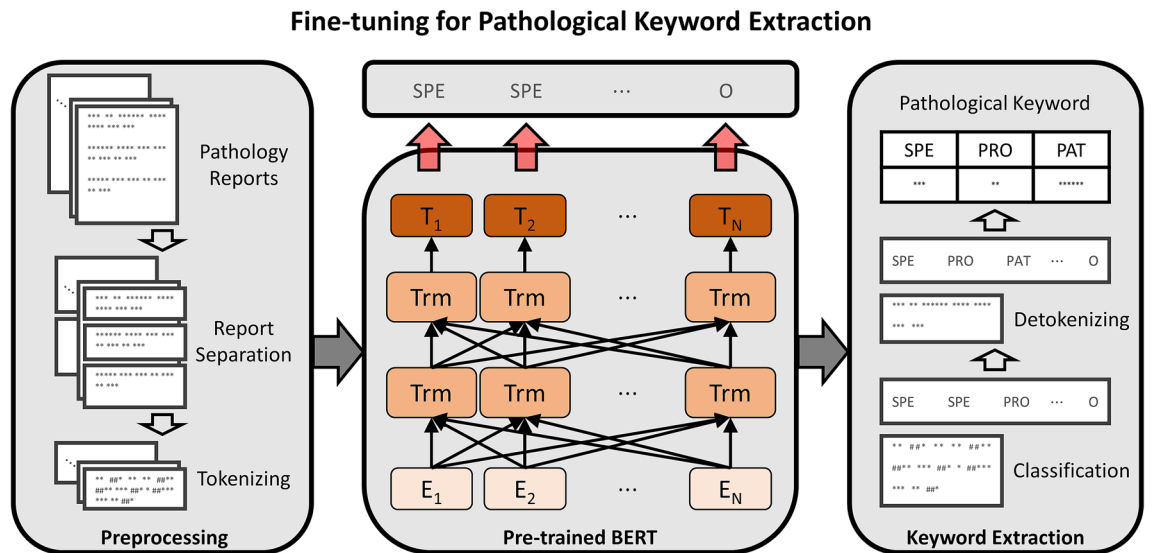 Fine-tuning for Pathological Keyword Extraction
Pathology
Reports
*** ** ****** ****
**** *** ***
****** **** *** ***
** *** ** ***
***** *** *** ** ***
** ***
Report
Separation
*** ** ****** ****
**** *** ***
****** **** *** ***
** *** ** ***
***** *** *** ** ***
** ***
Tokenizing
** ##* ** ** ##**
##** *** ##* * ##***
*** ** ##*
Preprocessing
SPE SPE ... O
T1 T2 ... TN
Trm Trm ... Trm
Trm Trm ... Trm
E1 E2 ... EN
Pre-trained BERT
Pathological Keyword
SPE PRO PAT
*** ** ******
SPE PRO PAT ... O
*** ** ****** **** ****
*** ***
Detokenizing
SPE SPE PRO ... O
** ##* ** ** ##**
##** *** ##* * ##***
*** ** ##*
Classification
Keyword Extraction